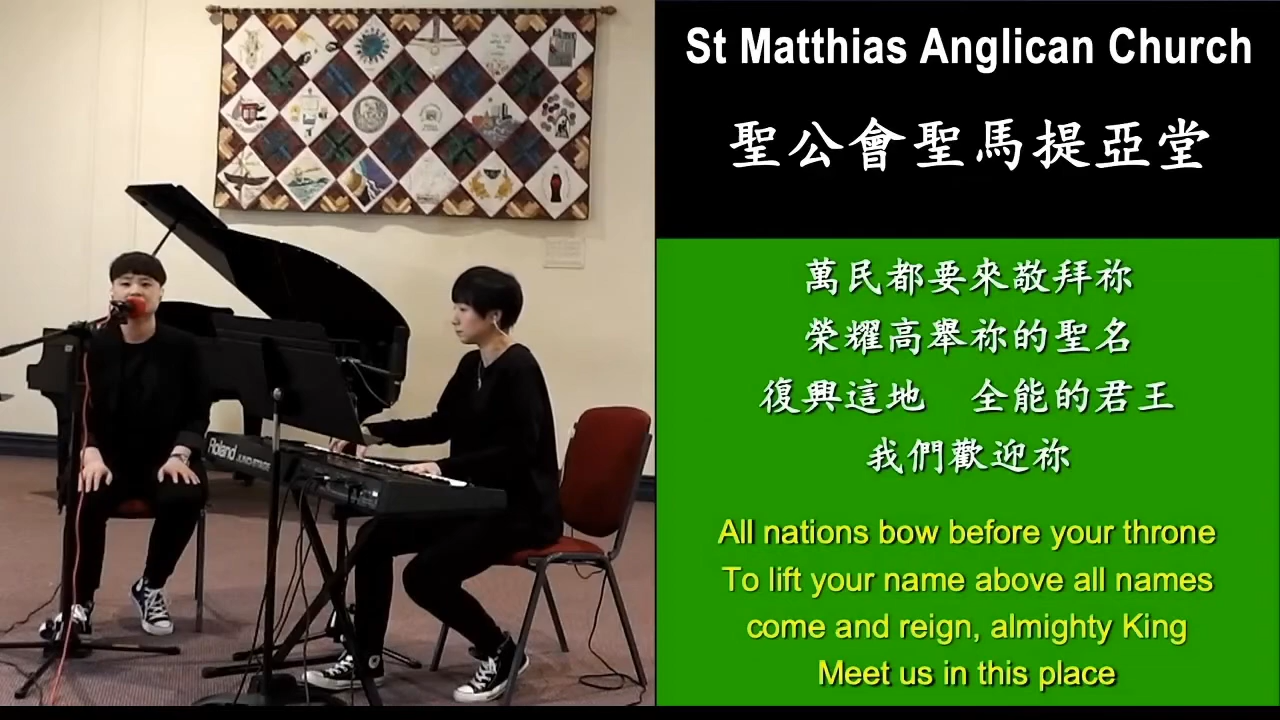 St Matthias Anglican Church
聖公會聖馬提亞堂
萬民都要來敬拜祢
榮耀高舉祢的聖名
復興這地　全能的君王
我們歡迎祢
All nations bow before your throne
To lift your name above all names
come and reign, almighty King
Meet us in this place
Roland JUNO-STAGE